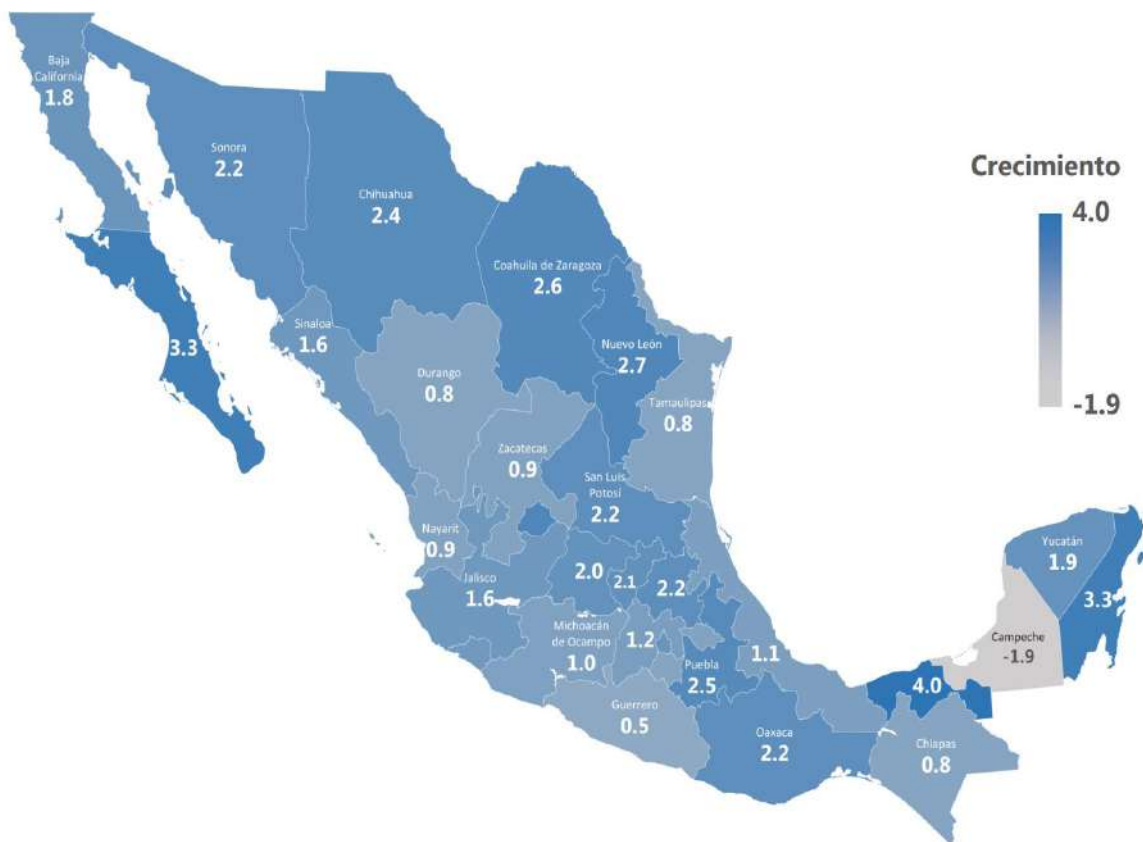 Baja
California
1.8
Sonora
2.2
Chihuahua
2.4
Crecimiento
4.0
-1.9
Coahuila de Zaragoza
2.6
3.3
Sinaloa
1.6
Nuevo León
2.7
Durango
0.8
Tamaulipas
0.8
Zacatecas
0.9
San Luis
Potosí
2.2
Nayarit
0.9
Jalisco
1.6
2.0
2.1
2.2
Yucatán
1.9
3.3
Michoacán
de Ocampo
1.0
1.2
Puebla
2.5
1.1
Campeche
-1.9
4.0
Guerrero
0.5
Oaxaca
2.2
Chiapas
0.8